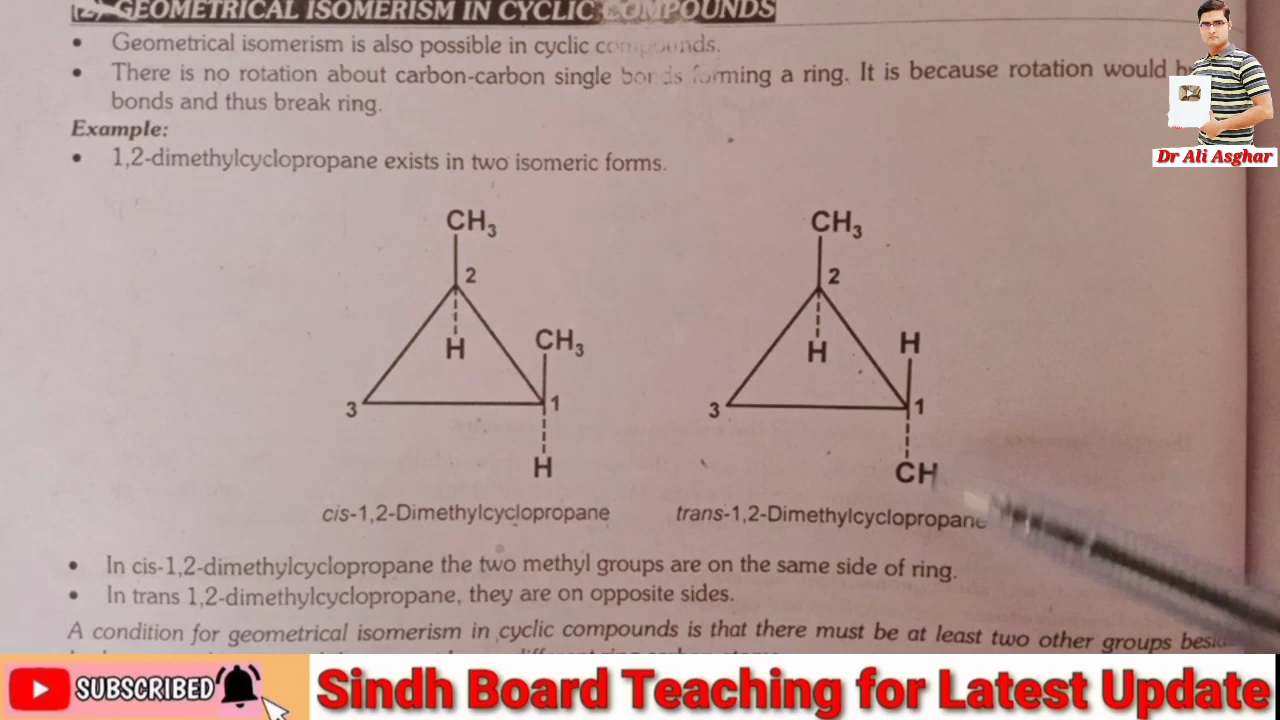 (2) GEOMETRICAL ISOMERISM IN CYCLIC COMPOUNDS
• Geometrical isomerism is also possible in cyclic compounds.
• There is no rotation about carbon-carbon single bonds forming a ring. It is because rotation would
bonds and thus break ring.
Example:
• 1,2-dimethylcyclopropane exists in two isomeric forms.
CH3 CH3
2 2
H CH3 H H
3 1 3 1
H CH
cis-1,2-Dimethylcyclopropane trans-1,2-Dimethylcyclopropane
• In cis-1,2-dimethylcyclopropane the two methyl groups are on the same side of ring.
• In trans 1,2-dimethylcyclopropane, they are on opposite sides.
A condition for geometrical isomerism in cyclic compounds is that there must be at least two other groups
Dr Ali Asghar
SUBSCRIBED
Sindh Board Teaching for Latest Update